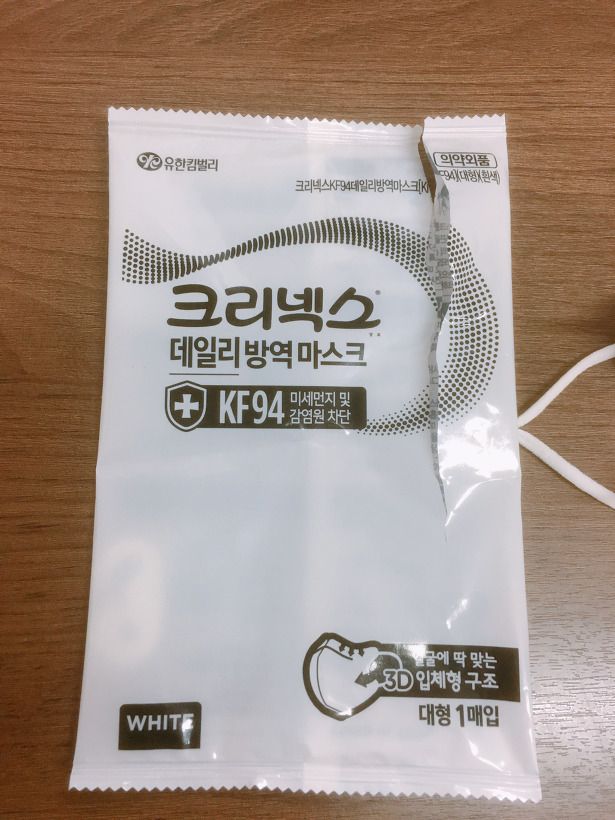 유한킴벌리
의약외품
크리넥스KF94데일리방역마스크[K F94)(대형)(흰색)
크리넥스
데일리 방역 마스크
KF94 미세먼지 및
감염원 차단
얼굴에 딱 맞는
3D 입체형 구조
대형 1매입
WHITE